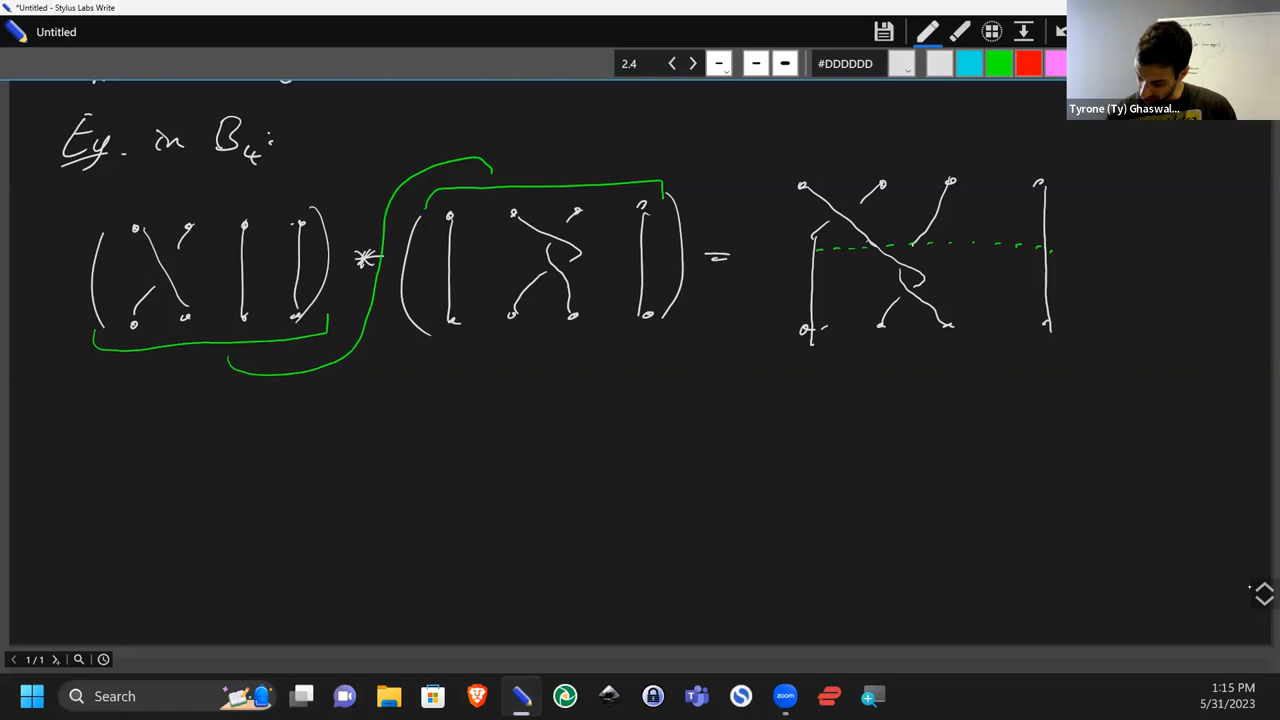 *Untitled - Stylus Labs Write
Untitled
2.4
#DDDDDD
Tyrone (Ty) Ghaswal...
Eg. in B4:
( ) * ( ) =
1/1
Search
1:15 PM
5/31/2023